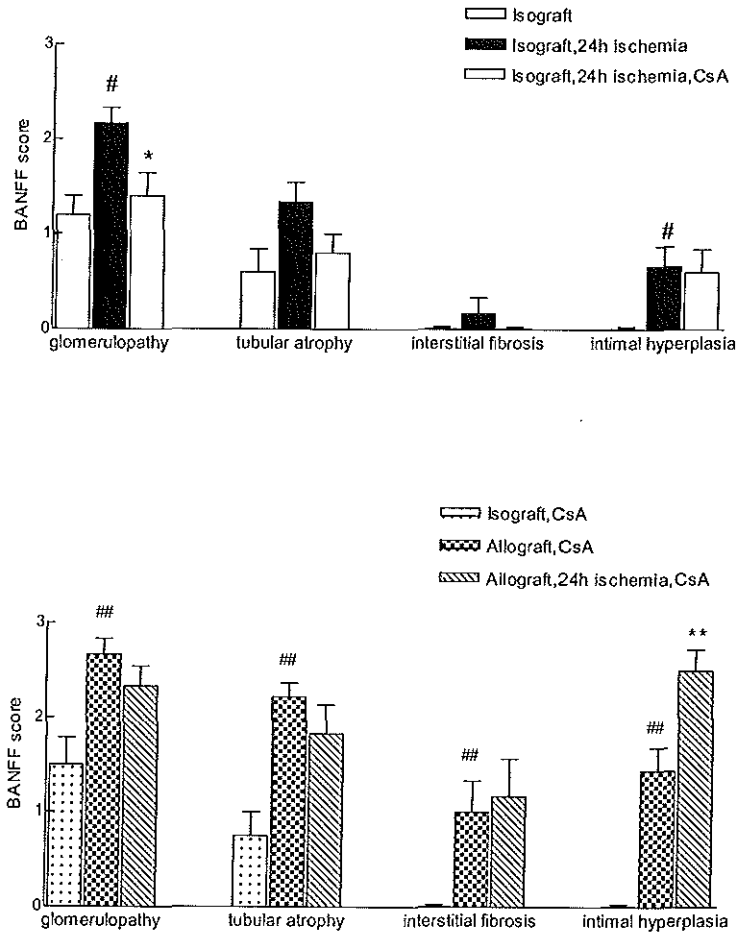 Isograft
Isograft,24h ischemia
Isograft,24h ischemia,CsA
BANFF score
3
2
1
0
#
*
#
glomerulopathy
tubular atrophy
interstitial fibrosis
intimal hyperplasia
Isograft,CsA
Allograft,CsA
Allograft,24h ischemia,CsA
BANFF score
3
2
1
0
##
##
##
##
**
glomerulopathy
tubular atrophy
interstitial fibrosis
intimal hyperplasia